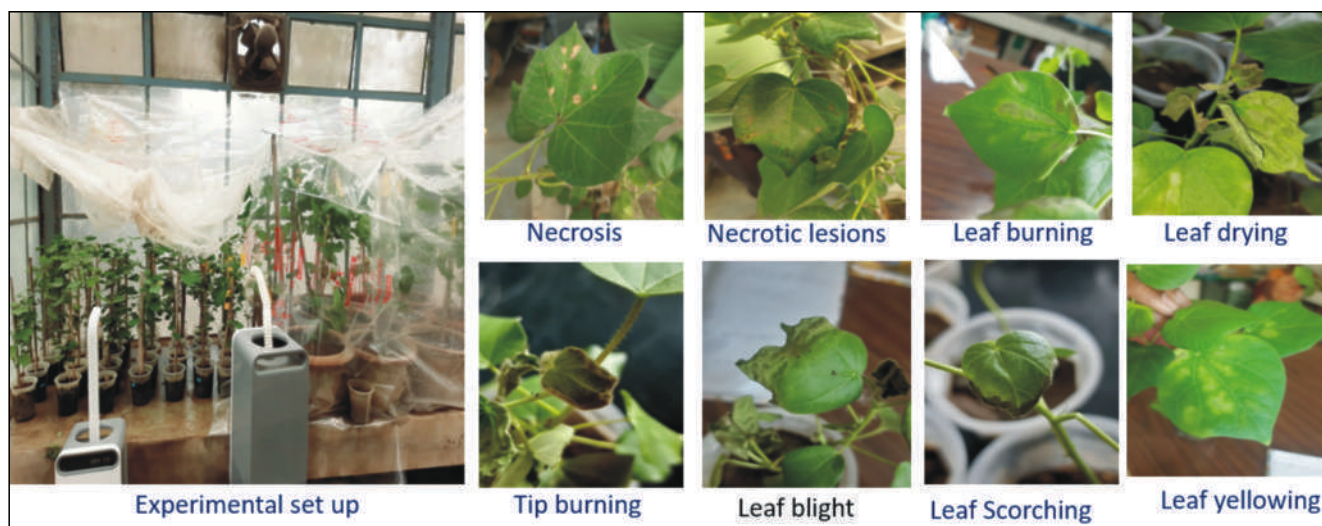 Necrosis
Necrotic lesions
Leaf burning
Leaf drying
Experimental set up
Tip burning
Leaf blight
Leaf Scorching
Leaf yellowing